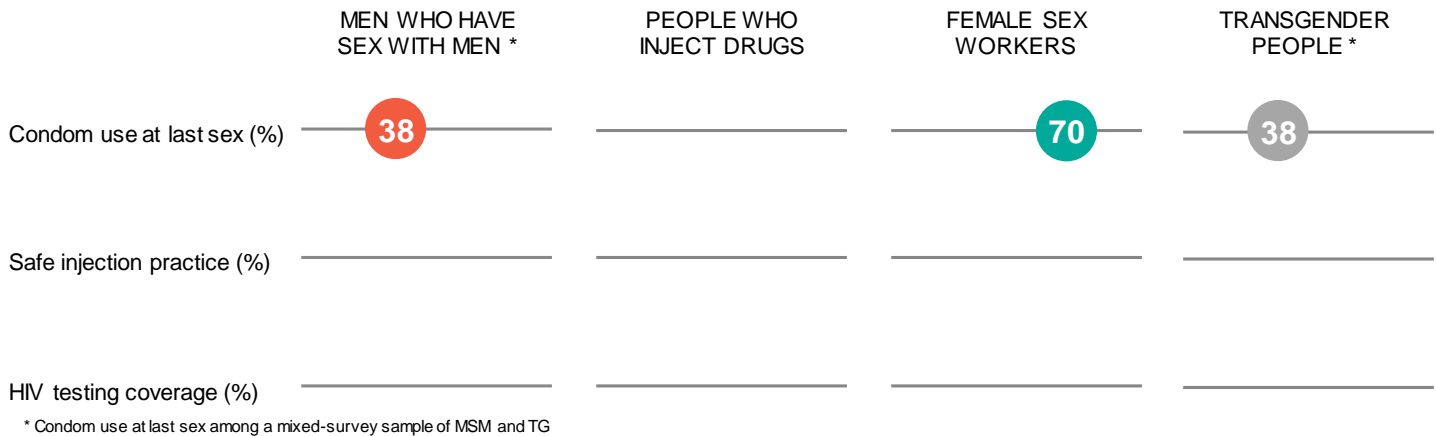 MEN WHO HAVE
SEX WITH MEN *
PEOPLE WHO
INJECT DRUGS
FEMALE SEX
WORKERS
TRANSGENDER
PEOPLE *
Condom use at last sex (%)
38
70
38
Safe injection practice (%)
HIV testing coverage (%)
* Condom use at last sex among a mixed-survey sample of MSM and TG